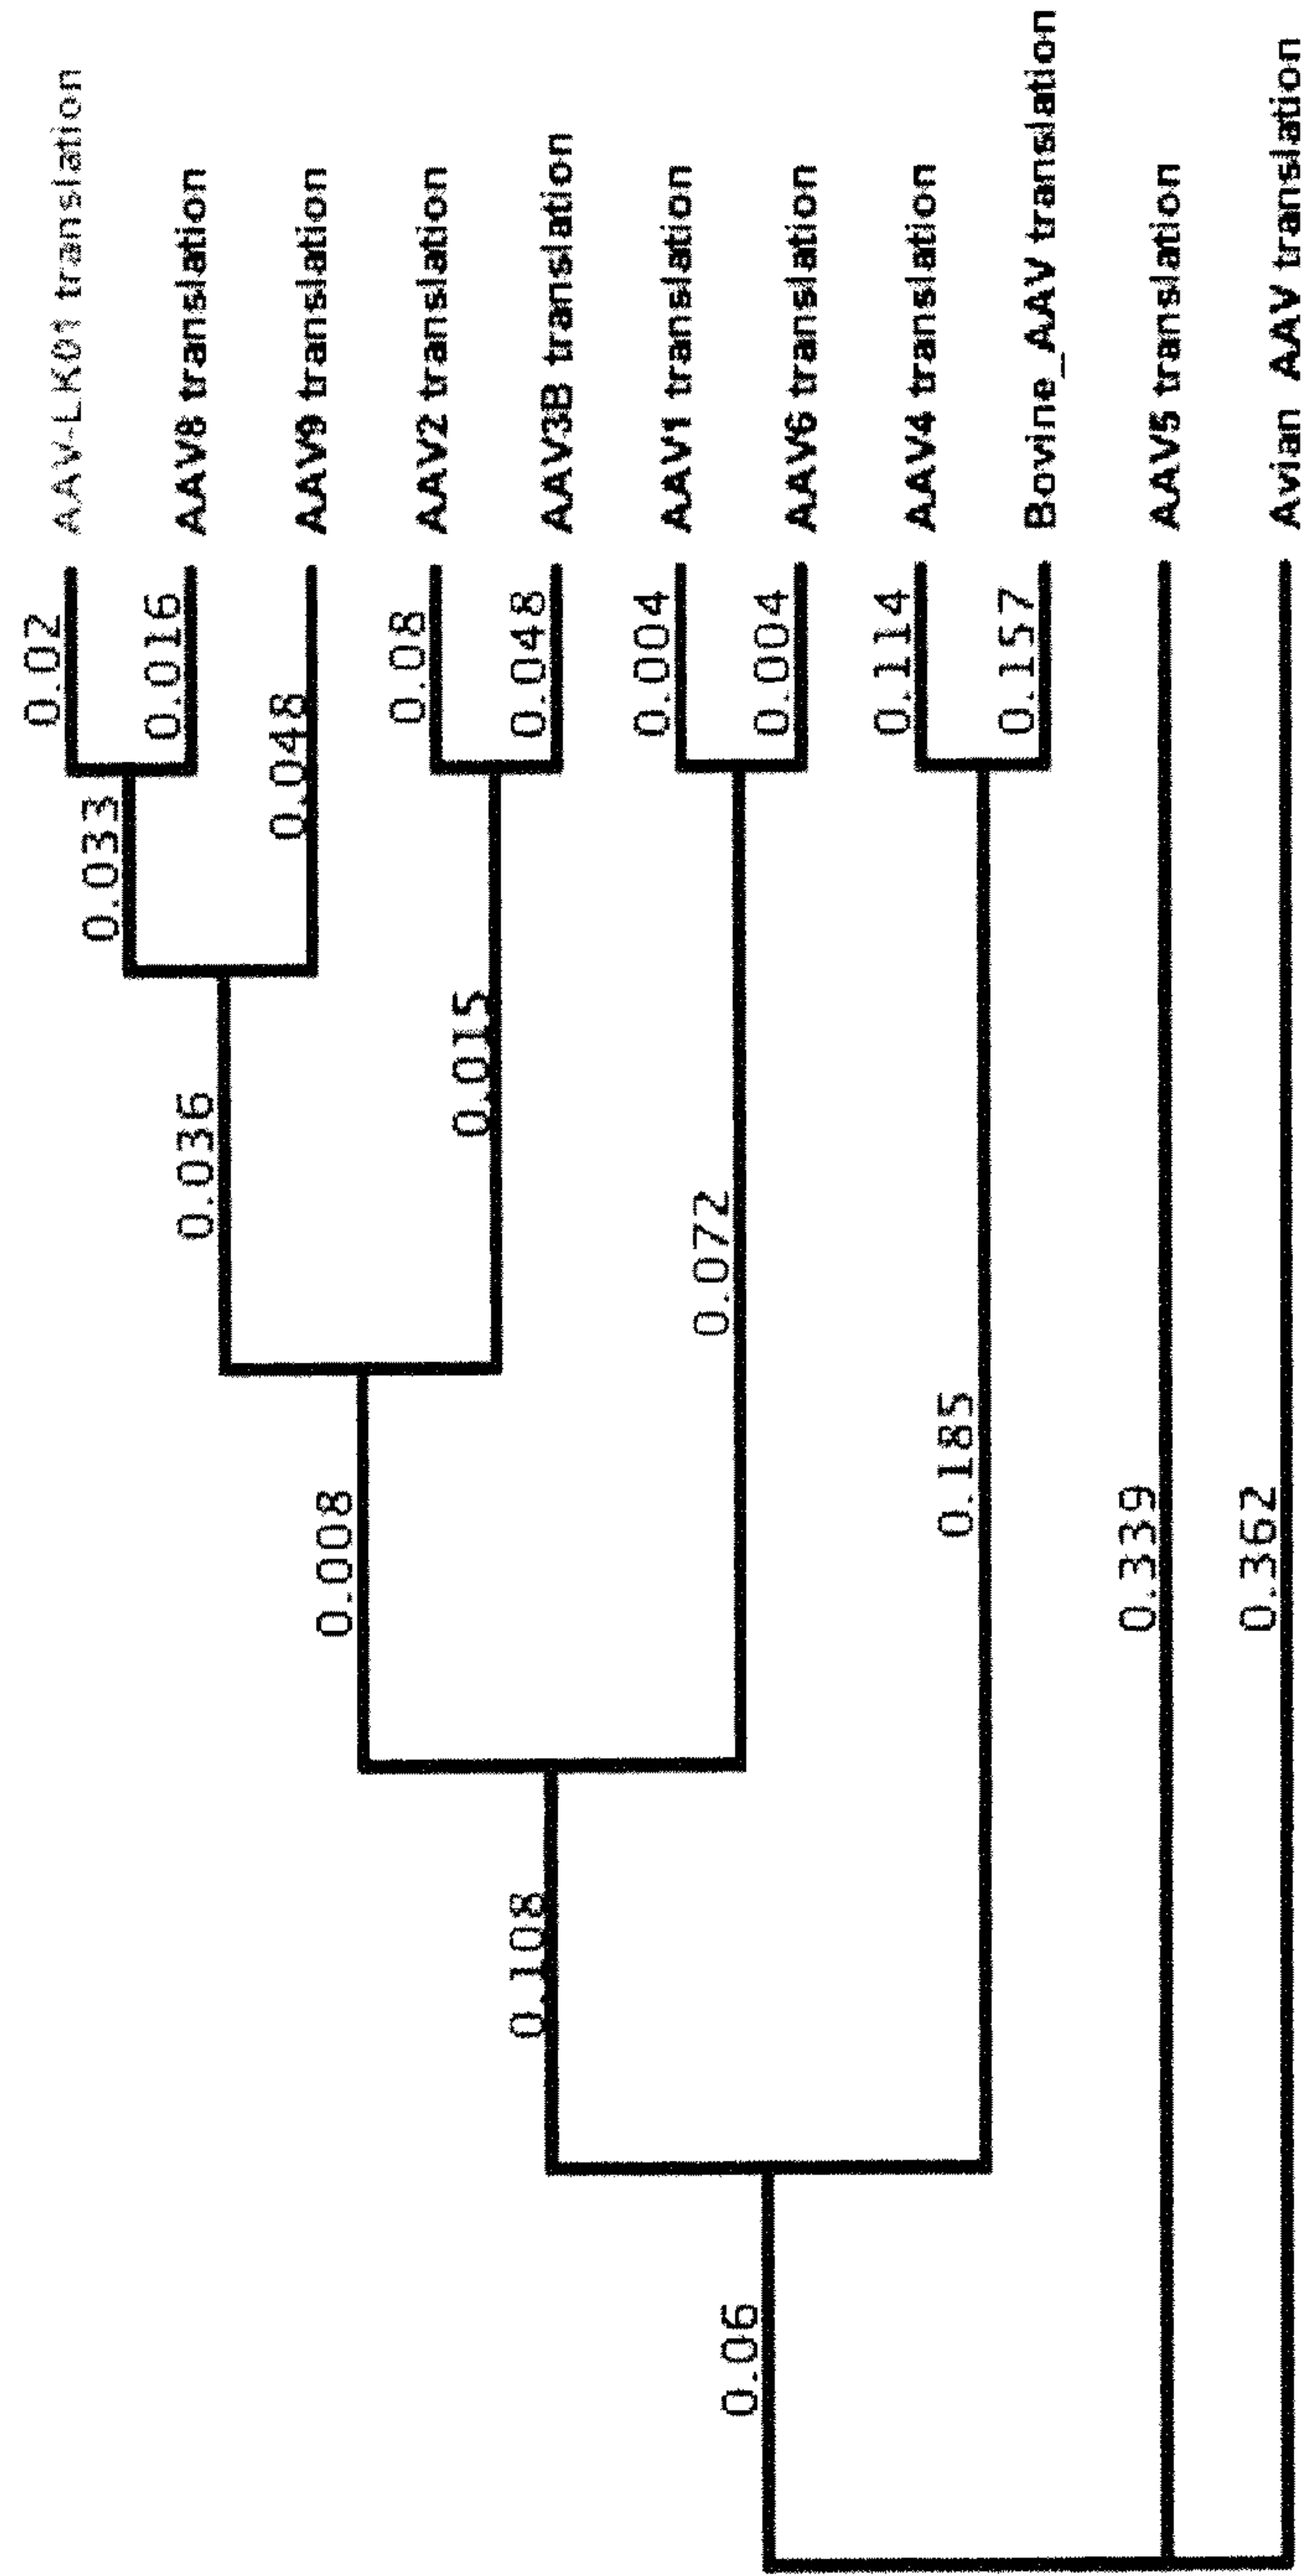 AAV-LK01 translation
AAV8 translation
AAV9 translation
AAV2 translation
AAV3B translation
AAV1 translation
AAV6 translation
AAV4 translation
Bovine_AAV translation
AAV5 translation
Avian AAV translation
0.02
0.016
0.033
0.048
0.036
0.08
0.048
0.015
0.008
0.004
0.004
0.072
0.108
0.114
0.157
0.185
0.06
0.339
0.362